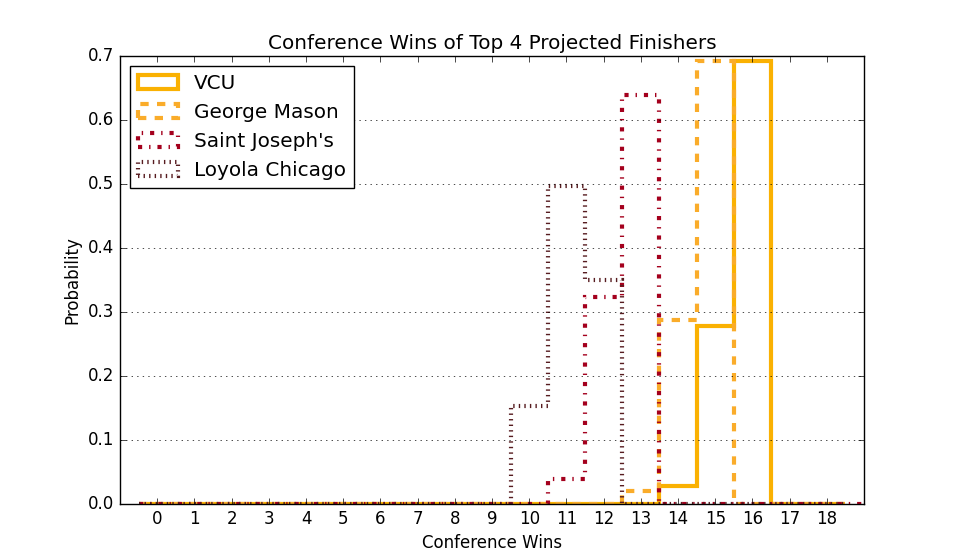 Conference Wins of Top 4 Projected Finishers
0.7
0.6
0.5
0.4
0.3
0.2
0.1
0.0
Probability
VCU
George Mason
Saint Joseph's
Loyola Chicago
0 1 2 3 4 5 6 7 8 9 10 11 12 13 14 15 16 17 18
Conference Wins